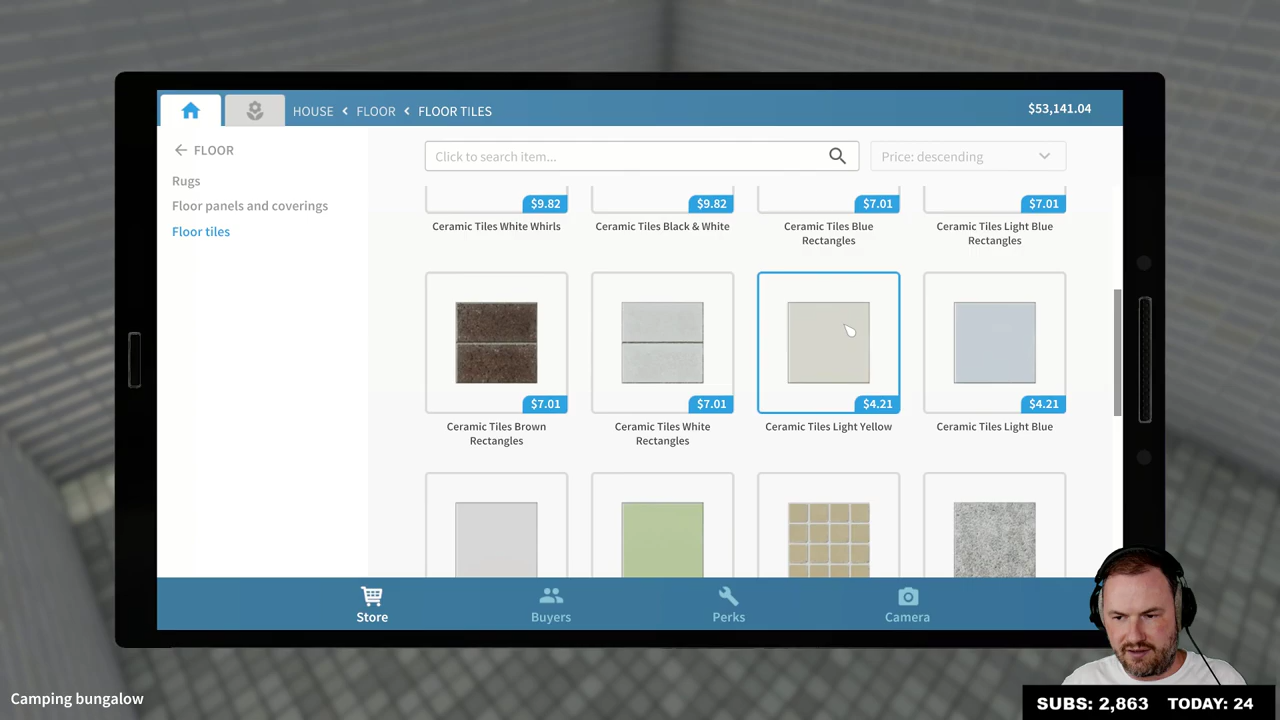 HOUSE < FLOOR < FLOOR TILES
$53,141.04
FLOOR
Rugs
Floor panels and coverings
Floor tiles
Click to search item...
Price: descending
$9.82
$9.82
$7.01
$7.01
Ceramic Tiles White Whirls
Ceramic Tiles Black & White
Ceramic Tiles Blue
Rectangles
Ceramic Tiles Light Blue
Rectangles
$7.01
$7.01
$4.21
$4.21
Ceramic Tiles Brown
Rectangles
Ceramic Tiles White
Rectangles
Ceramic Tiles Light Yellow
Ceramic Tiles Light Blue
Store
Buyers
Perks
Camera
Camping bungalow
SUBS: 2,863 TODAY: 24